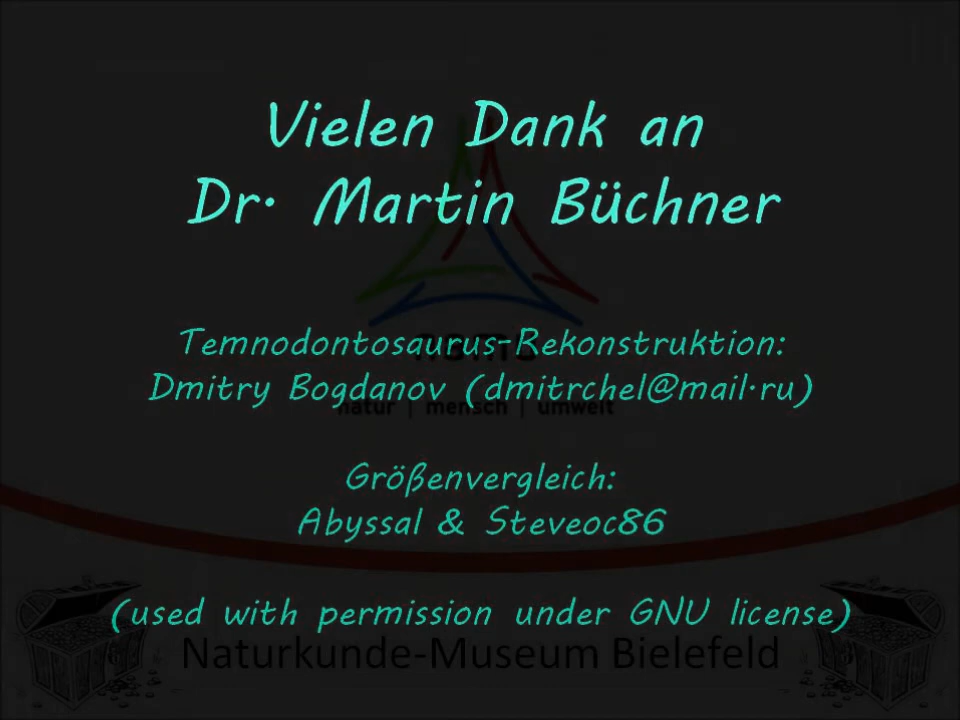 Vielen Dank an
Dr. Martin Büchner
Temnodontosaurus-Rekonstruktion:
Dmitry Bogdanov (dmitrchel@mail.ru)
natur | mensch | umwelt
Größenvergleich:
Abyssal & Steveoc86
(used with permission under GNU license)
Naturkunde-Museum Bielefeld